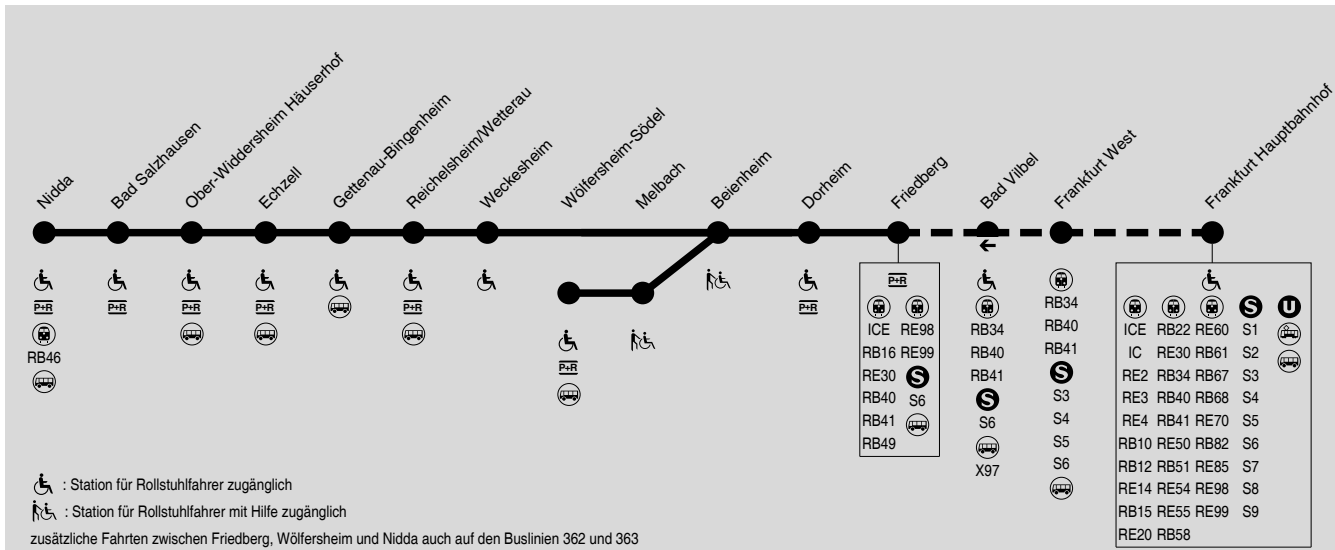 Nidda
Bad Salzhausen
Ober-Widdersheim Häuserhof
Echzell
Gettenau-Bingenheim
Reichelsheim/Wetterau
Weckesheim
Wölfersheim-Södel
Melbach
Beienheim
Dorheim
Friedberg
Bad Vilbel
Frankfurt West
Frankfurt Hauptbahnhof
P+R
RB46
P+R
P+R
P+R
P+R
P+R
P+R
P+R
ICE RE98
RB16 RE99
RE30 S
RB40 S6
RB41
RB49
RB34
RB40
RB41
S
S6
X97
RB34
RB40
RB41
S
S3
S4
S5
S6
S U
ICE RB22 RE60 S1
IC RE30 RB61 S2
RE2 RB34 RB67 S3
RE3 RB40 RB68 S4
RE4 RB41 RE70 S5
RB10 RE50 RB82 S6
RB12 RB51 RE85 S7
RE14 RE54 RE98 S8
RB15 RE55 RE99 S9
RE20 RB58
: Station für Rollstuhlfahrer zugänglich
: Station für Rollstuhlfahrer mit Hilfe zugänglich
zusätzliche Fahrten zwischen Friedberg, Wölfersheim und Nidda auch auf den Buslinien 362 und 363